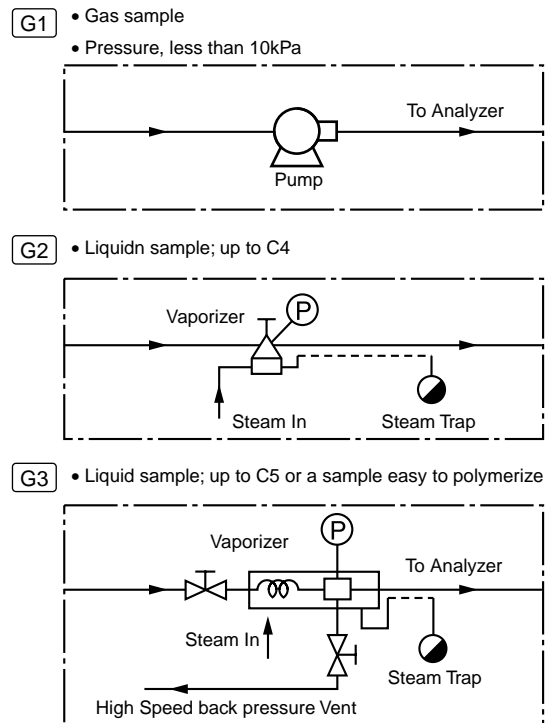 G1 • Gas sample
• Pressure, less than 10kPa
To Analyzer
Pump
G2 • Liquidn sample; up to C4
Vaporizer
P
Steam In
Steam Trap
G3 • Liquid sample; up to C5 or a sample easy to polymerize
P
Vaporizer
To Analyzer
Steam In
Steam Trap
High Speed back pressure Vent